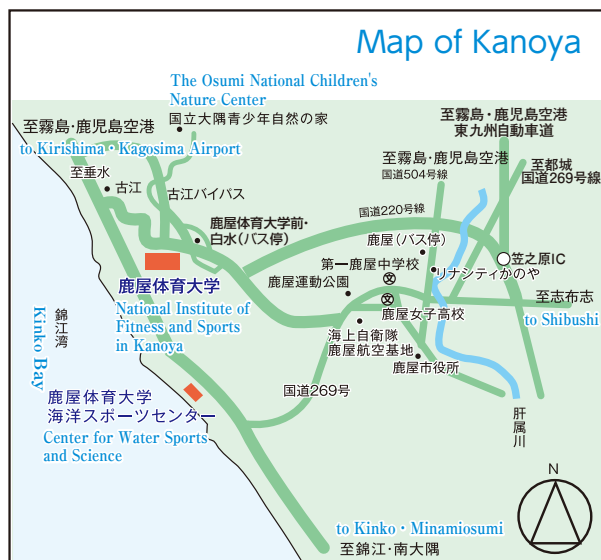 Map of Kanoya
The Osumi National Children's
Nature Center
国立大隅青少年自然の家
至霧島・鹿児島空港
to Kirishima・Kagosima Airport
至垂水
古江
古江バイパス
至霧島・鹿児島空港
東九州自動車道
至霧島・鹿児島空港
国道504号線
至都城
国道269号線
国道220号線
鹿屋体育大学前・
白水(バス停)
鹿屋(バス停)
笠之原IC
第一鹿屋中学校
リナシティかのや
鹿屋運動公園
鹿屋体育大学
National Institute of
Fitness and Sports
in Kanoya
至志布志
to Shibushi
鹿屋女子高校
海上自衛隊
鹿屋航空基地
鹿屋市役所
錦江湾
Kinko Bay
国道269号
鹿屋体育大学
海洋スポーツセンター
Center for Water Sports
and Science
肝属川
N
to Kinko・Minamiosumi
至錦江・南大隅